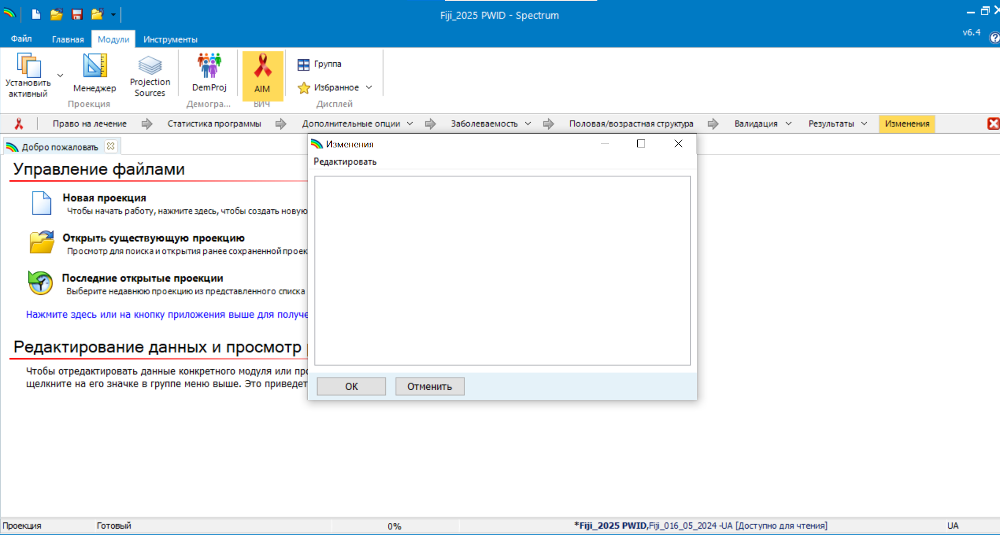 Fiji_2025 PWID - Spectrum
Файл
Главная
Модули
Инструменты
v6.4
Установить активный
Менеджер
Projection Sources
Проекция
DemProj
Демогра...
AIM
ВИЧ
Группа
Избранное
Дисплей
Право на лечение
Статистика программы
Дополнительные опции
Заболеваемость
Половая/возрастная структура
Валидация
Результаты
Изменения
Добро пожаловать
Управление файлами
Новая проекция
Чтобы начать работу, нажмите здесь, чтобы создать новую
Открыть существующую проекцию
Просмотр для поиска и открытия ранее сохраненной проек
Последние открытые проекции
Выберите недавнюю проекцию из представленного списка
Нажмите здесь или на кнопку приложения выше для получе
Редактирование данных и просмотр
Чтобы отредактировать данные конкретного модуля или про
щелкните на его значке в группе меню выше. Это приведет
Изменения
Редактировать
ОК
Отменить
Проекция
Готовый
0%
*Fiji_2025 PWID,Fiji_016_05_2024 -UA [Доступно для чтения]
UA